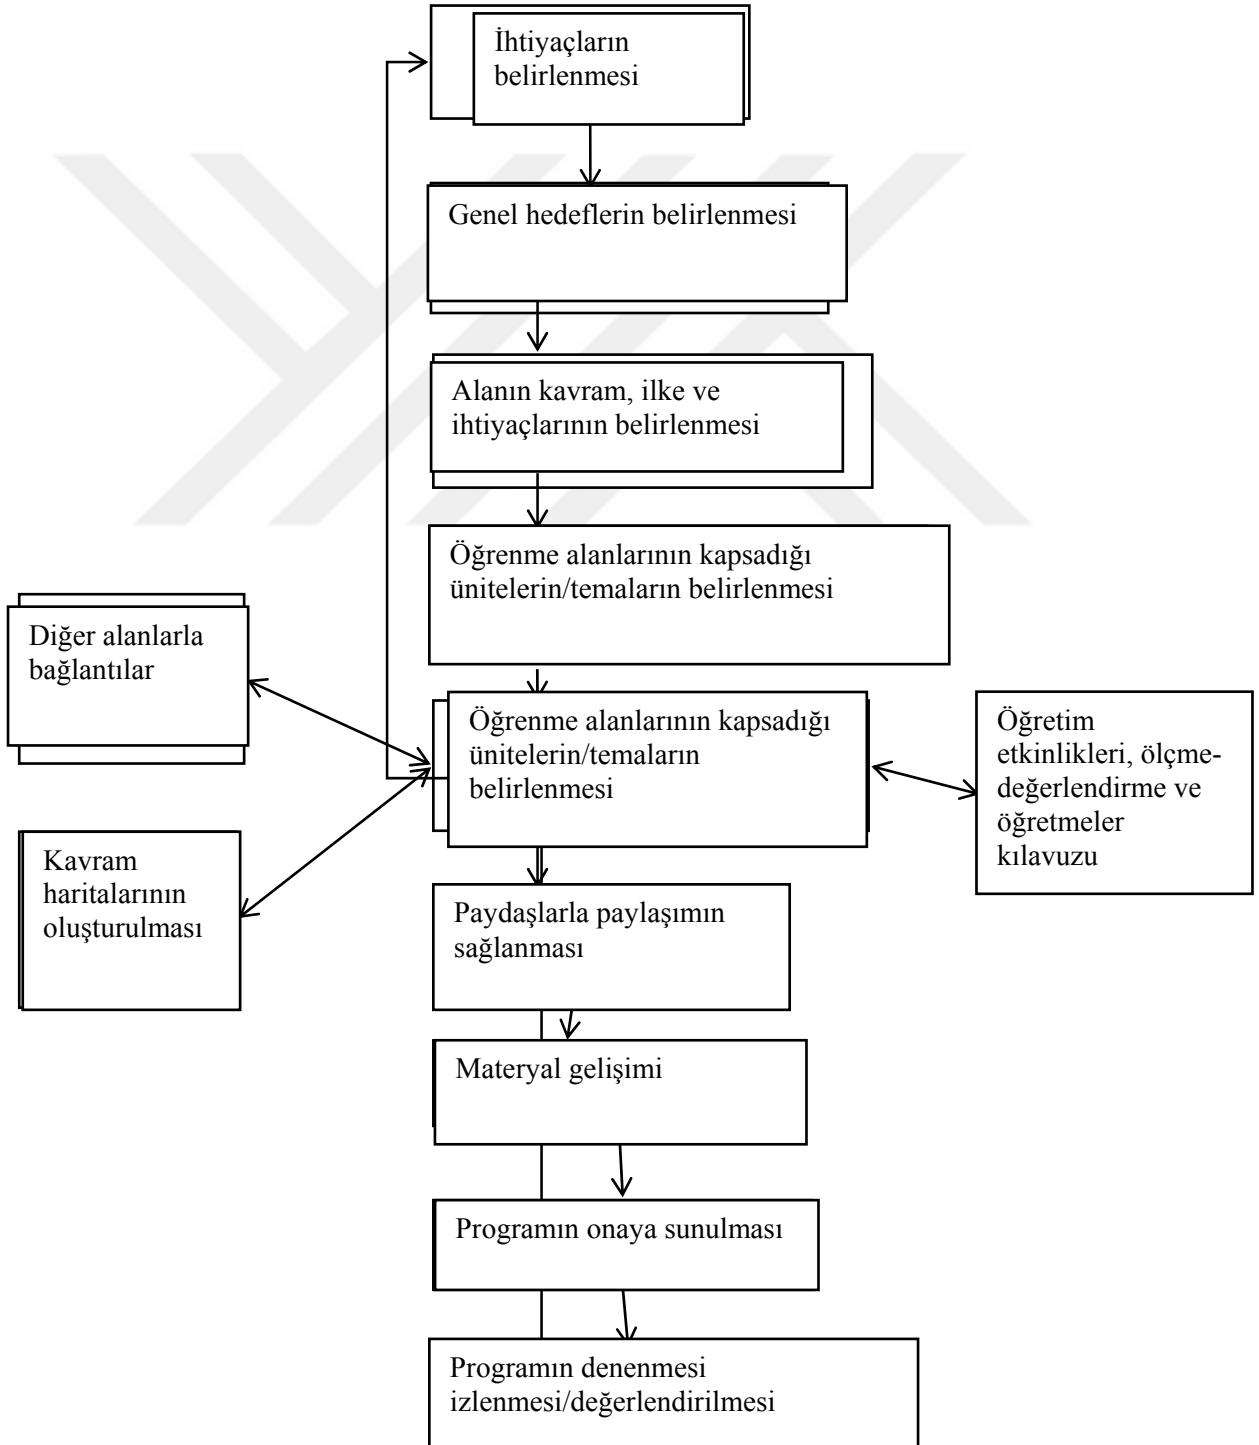 İhtiyaçların
belirlenmesi
Genel hedeflerin belirlenmesi
Alanın kavram, ilke ve
ihtiyaçlarının belirlenmesi
Öğrenme alanlarının kapsadığı
ünitelerin/temaların belirlenmesi
Diğer alanlarla
bağlantılar
Öğrenme alanlarının kapsadığı
ünitelerin/temaların
belirlenmesi
Öğretim
etkinlikleri, ölçme-
değerlendirme ve
öğretmeler
kılavuzu
Kavram
haritalarının
oluşturulması
Paydaşlarla paylaşımın
sağlanması
Materyal gelişimi
Programın onaya sunulması
Programın denenmesi
izlenmesi/değerlendirilmesi